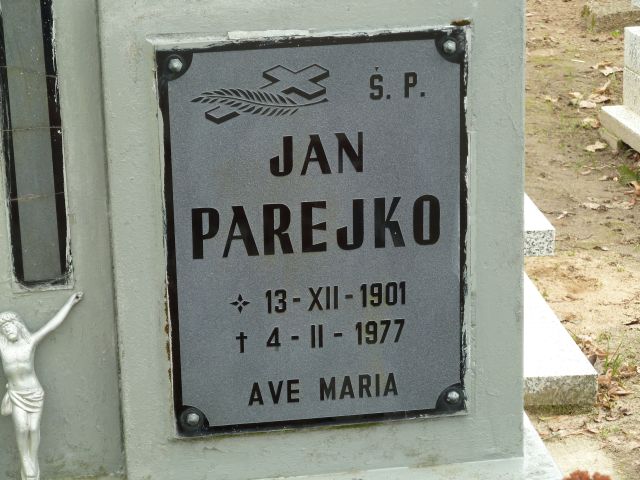 Ś. P.
JAN
PAREJKO
13-XII-1901
† 4-II-1977
AVE MARIA